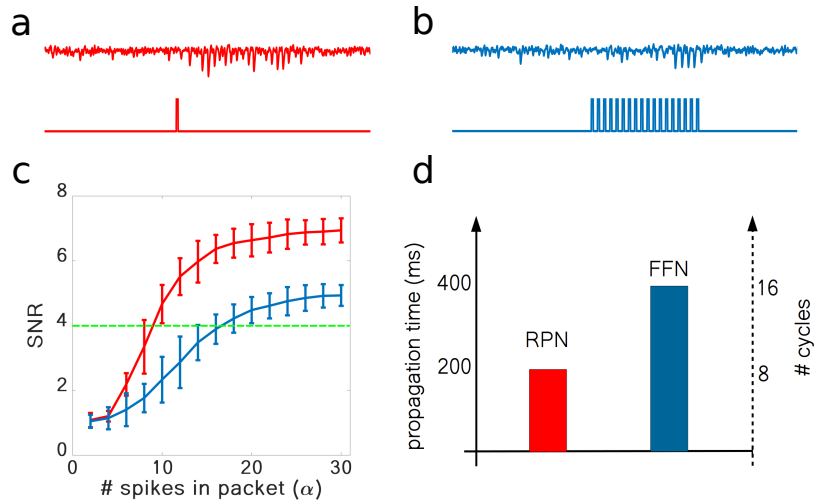 a
b
c
d
8
6
4
2
0
0
10
20
30
SNR
# spikes in packet (α)
propagation time (ms)
400
200
RPN
FFN
16
8
# cycles